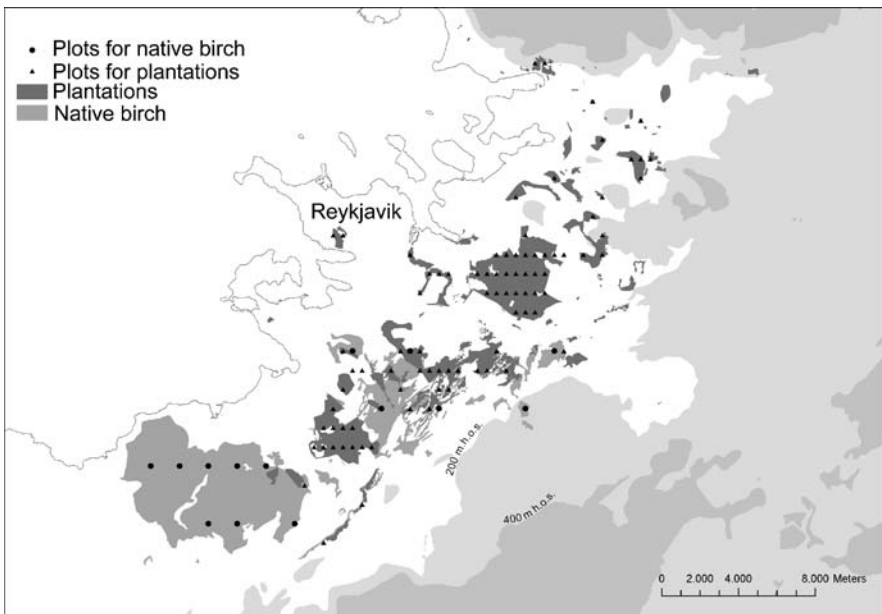 Plots for native birch
Plots for plantations
Plantations
Native birch
Reykjavik
200 m h.o.s.
400 m h.o.s.
0 2.000 4.000 8.000 Meters